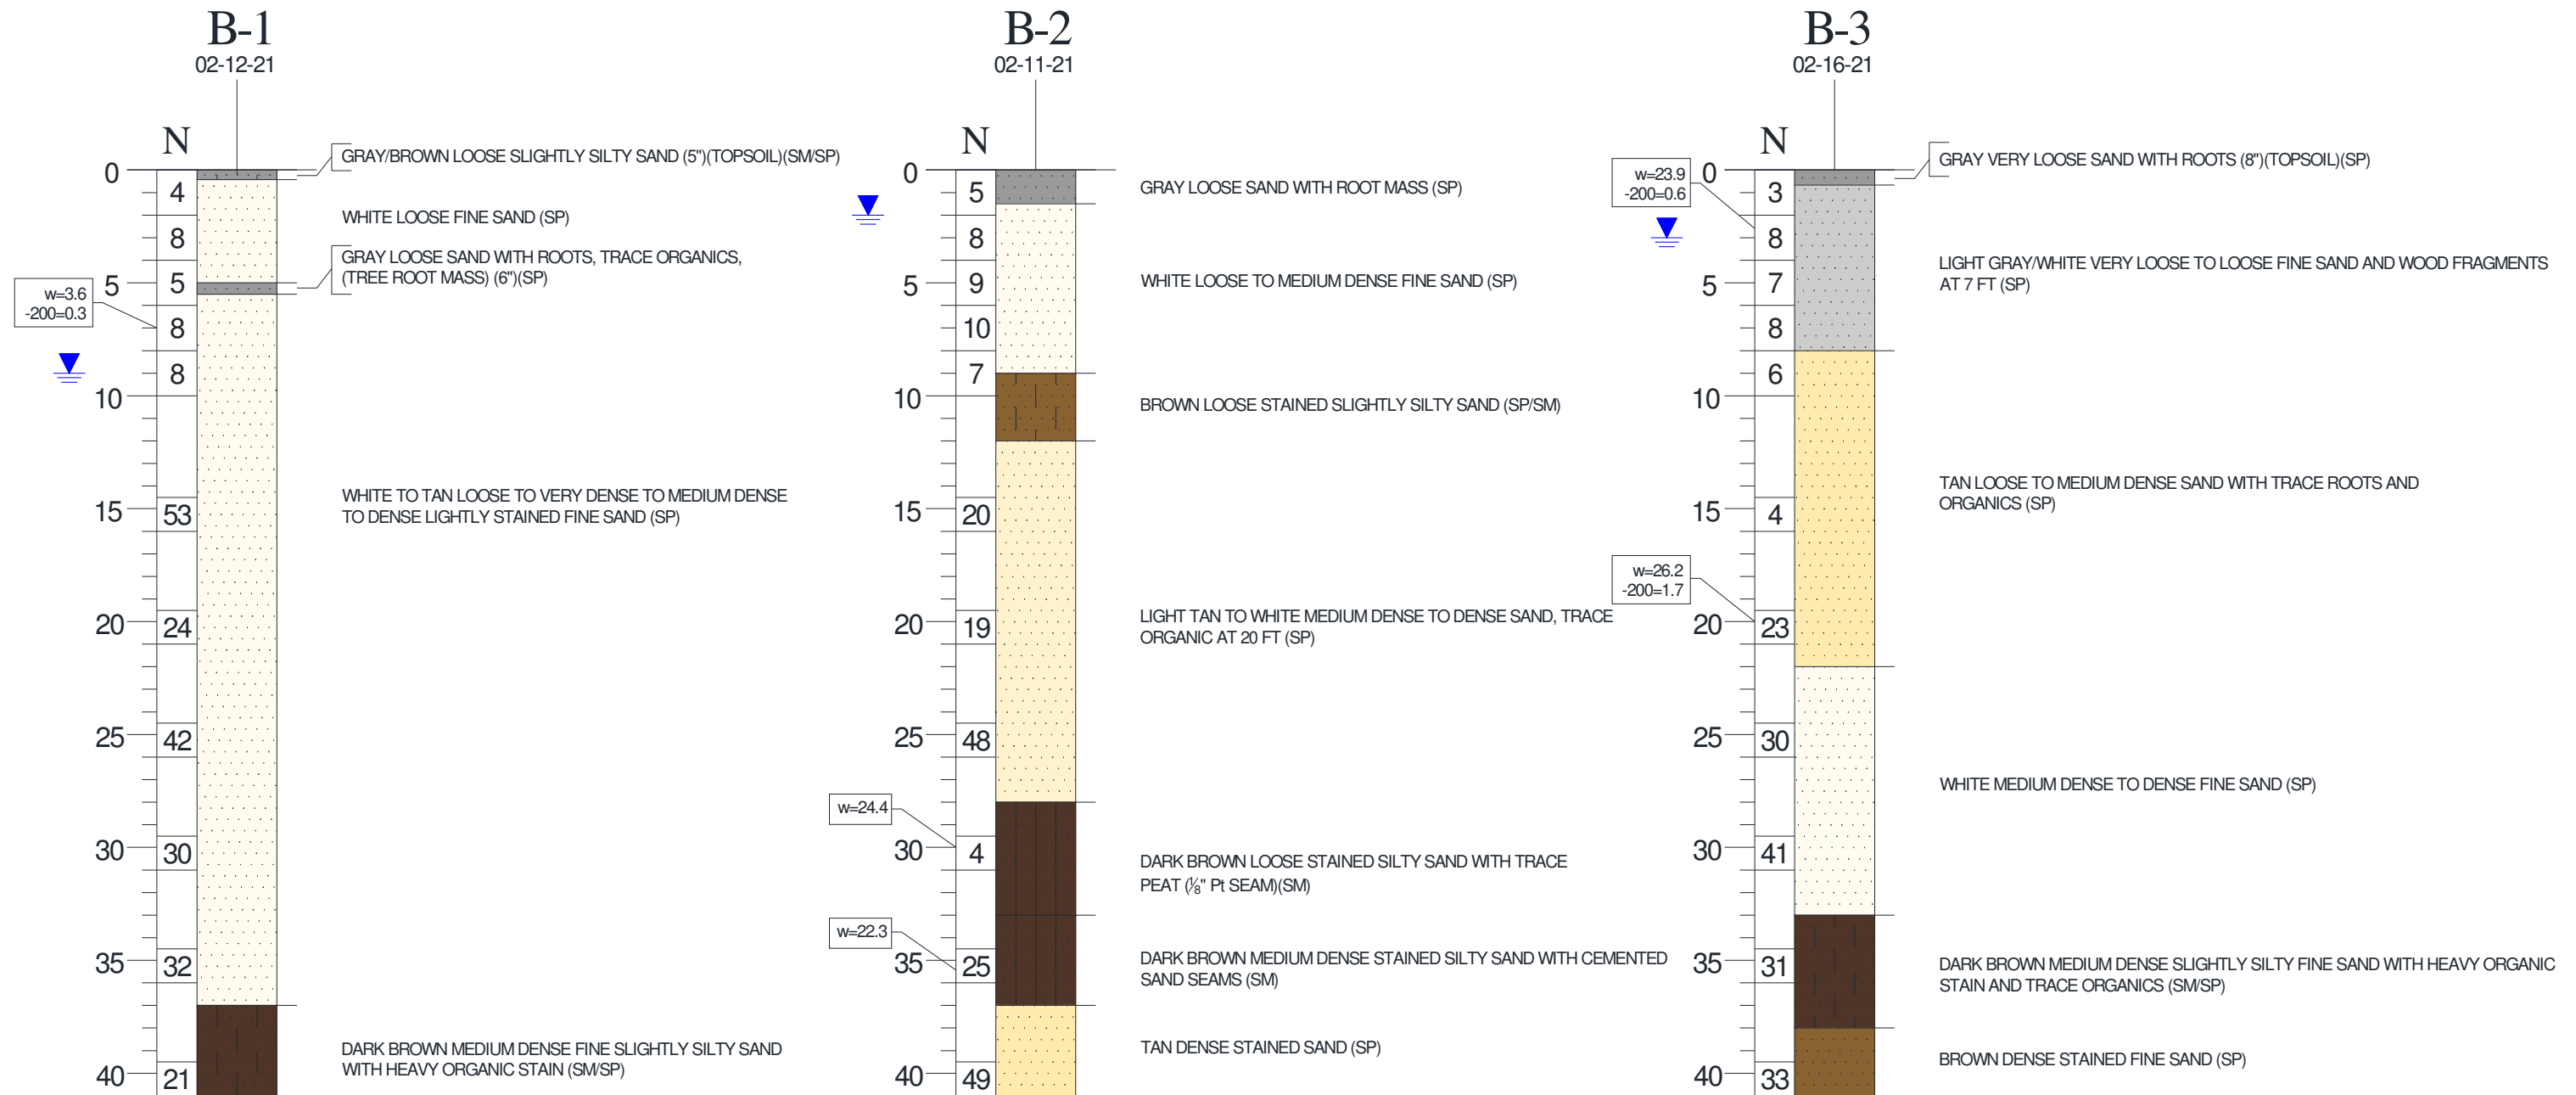 B-1
02-12-21
N
0
4
GRAY/BROWN LOOSE SLIGHTLY SILTY SAND (5")(TOPSOIL)(SM/SP)
WHITE LOOSE FINE SAND (SP)
8
GRAY LOOSE SAND WITH ROOTS, TRACE ORGANICS,
(TREE ROOT MASS) (6")(SP)
5
5
w=3.6
-200=0.3
8
8
10
15
53
WHITE TO TAN LOOSE TO VERY DENSE TO MEDIUM DENSE
TO DENSE LIGHTLY STAINED FINE SAND (SP)
20
24
25
42
30
30
35
32
DARK BROWN MEDIUM DENSE FINE SLIGHTLY SILTY SAND
WITH HEAVY ORGANIC STAIN (SM/SP)
40
21
B-2
02-11-21
N
0
5
GRAY LOOSE SAND WITH ROOT MASS (SP)
8
5
9
WHITE LOOSE TO MEDIUM DENSE FINE SAND (SP)
10
7
10
BROWN LOOSE STAINED SLIGHTLY SILTY SAND (SP/SM)
15
20
20
19
LIGHT TAN TO WHITE MEDIUM DENSE TO DENSE SAND, TRACE
ORGANIC AT 20 FT (SP)
25
48
w=24.4
30
4
DARK BROWN LOOSE STAINED SILTY SAND WITH TRACE
PEAT (⅛" Pt SEAM)(SM)
w=22.3
35
25
DARK BROWN MEDIUM DENSE STAINED SILTY SAND WITH CEMENTED
SAND SEAMS (SM)
TAN DENSE STAINED SAND (SP)
40
49
B-3
02-16-21
N
0
w=23.9
-200=0.6
3
GRAY VERY LOOSE SAND WITH ROOTS (8")(TOPSOIL)(SP)
8
5
7
LIGHT GRAY/WHITE VERY LOOSE TO LOOSE FINE SAND AND WOOD FRAGMENTS
AT 7 FT (SP)
8
6
10
15
4
TAN LOOSE TO MEDIUM DENSE SAND WITH TRACE ROOTS AND
ORGANICS (SP)
w=26.2
-200=1.7
20
23
25
30
WHITE MEDIUM DENSE TO DENSE FINE SAND (SP)
30
41
35
31
DARK BROWN MEDIUM DENSE SLIGHTLY SILTY FINE SAND WITH HEAVY ORGANIC
STAIN AND TRACE ORGANICS (SM/SP)
BROWN DENSE STAINED FINE SAND (SP)
40
33